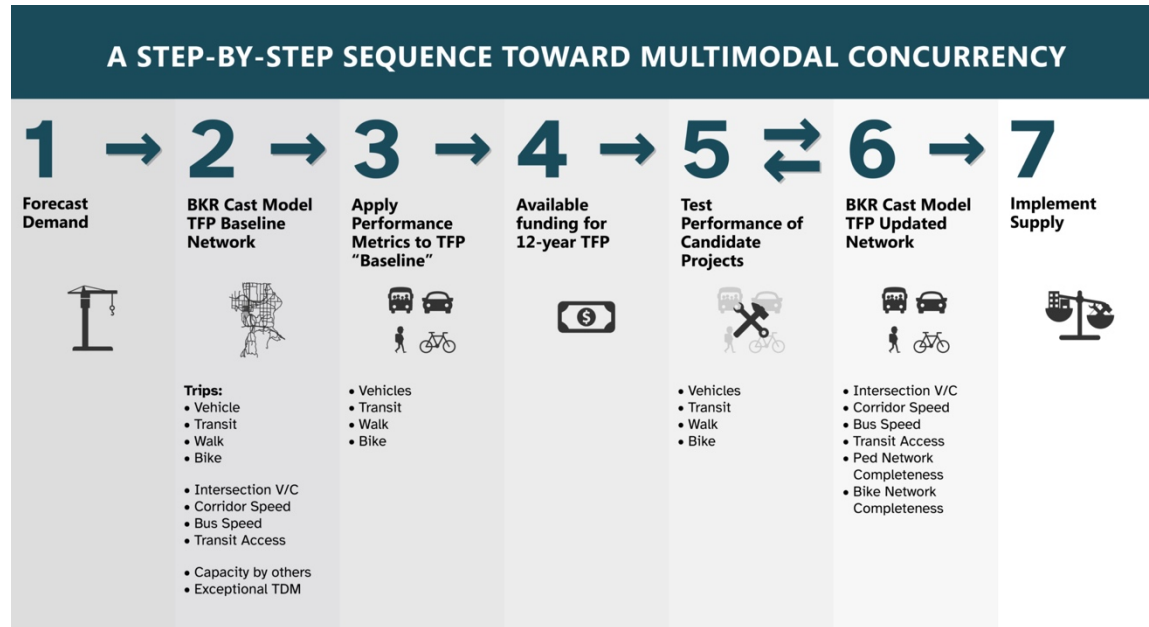 A STEP-BY-STEP SEQUENCE TOWARD MULTIMODAL CONCURRENCY
1
Forecast
Demand
2
BKR Cast Model
TFP Baseline
Network
Trips:
• Vehicle
• Transit
• Walk
• Bike
• Intersection V/C
• Corridor Speed
• Bus Speed
• Transit Access
• Capacity by others
• Exceptional TDM
3
Apply
Performance
Metrics to TFP
“Baseline”
• Vehicles
• Transit
• Walk
• Bike
4
Available
funding for
12-year TFP
$
5
Test
Performance of
Candidate
Projects
• Vehicles
• Transit
• Walk
• Bike
6
BKR Cast Model
TFP Updated
Network
• Intersection V/C
• Corridor Speed
• Bus Speed
• Transit Access
• Ped Network
Completeness
• Bike Network
Completeness
7
Implement
Supply